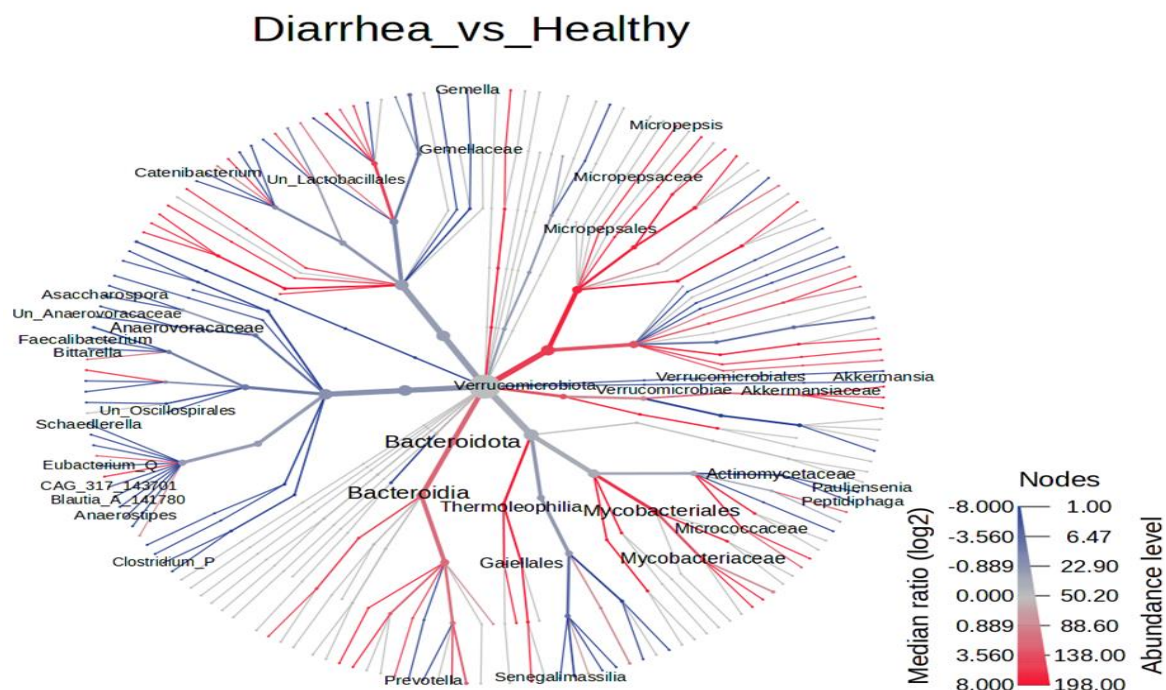 Diarrhea_vs_Healthy
Gemella
Micropepsis
Gemellaceae
Catenibacterium
Un_Lactobacillales
Micropepsaceae
Micropepsales
Asaccharospora
Un_Anaerovoracaceae
Anaerovoracaceae
Faecalibacterium
Bittarella
Verrucomicrobiota
Verrucomicrobiales
Akkermansia
Verrucomicrobiae
Akkermansiaceae
Un_Oscillospirales
Schaedlerella
Bacteroidota
Eubacterium_Q
Actinomycetaceae
CAG_317_143701
Bacteroidia
Pauljensenia
Blautia_A_141780
Thermoleophilia
Mycobacteriales
Peptidiphaga
Anaerostipes
Micrococcaceae
Clostridium_P
Gaiellales
Mycobacteriaceae
Prevotella
Senegalimassilia
Nodes
Median ratio (log2)
Abundance level
-8.000 1.00
-3.560 6.47
-0.889 22.90
0.000 50.20
0.889 88.60
3.560 138.00
8.000 198.00